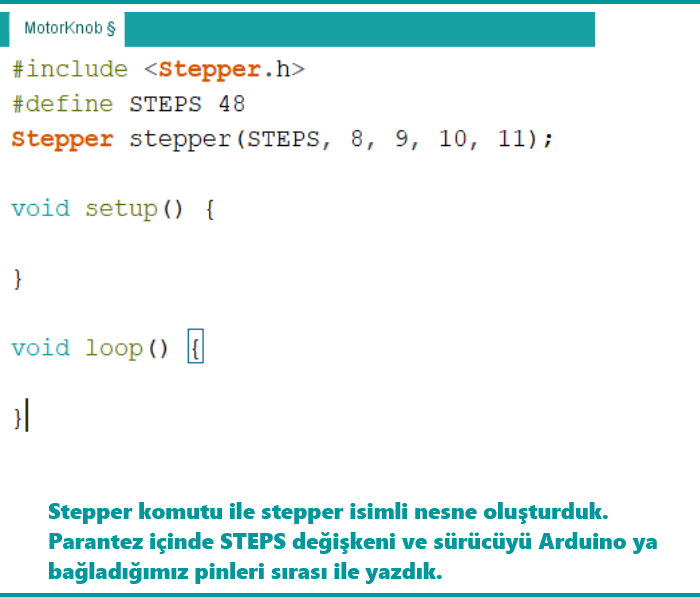 MotorKnob §
#include <Stepper.h>
#define STEPS 48
Stepper stepper(STEPS, 8, 9, 10, 11);
void setup() {
}
void loop() {
}
Stepper komutu ile stepper isimli nesne oluşturduk.
Parantez içinde STEPS değişkeni ve sürücüyü Arduino ya
bağladığımız pinleri sırası ile yazdık.